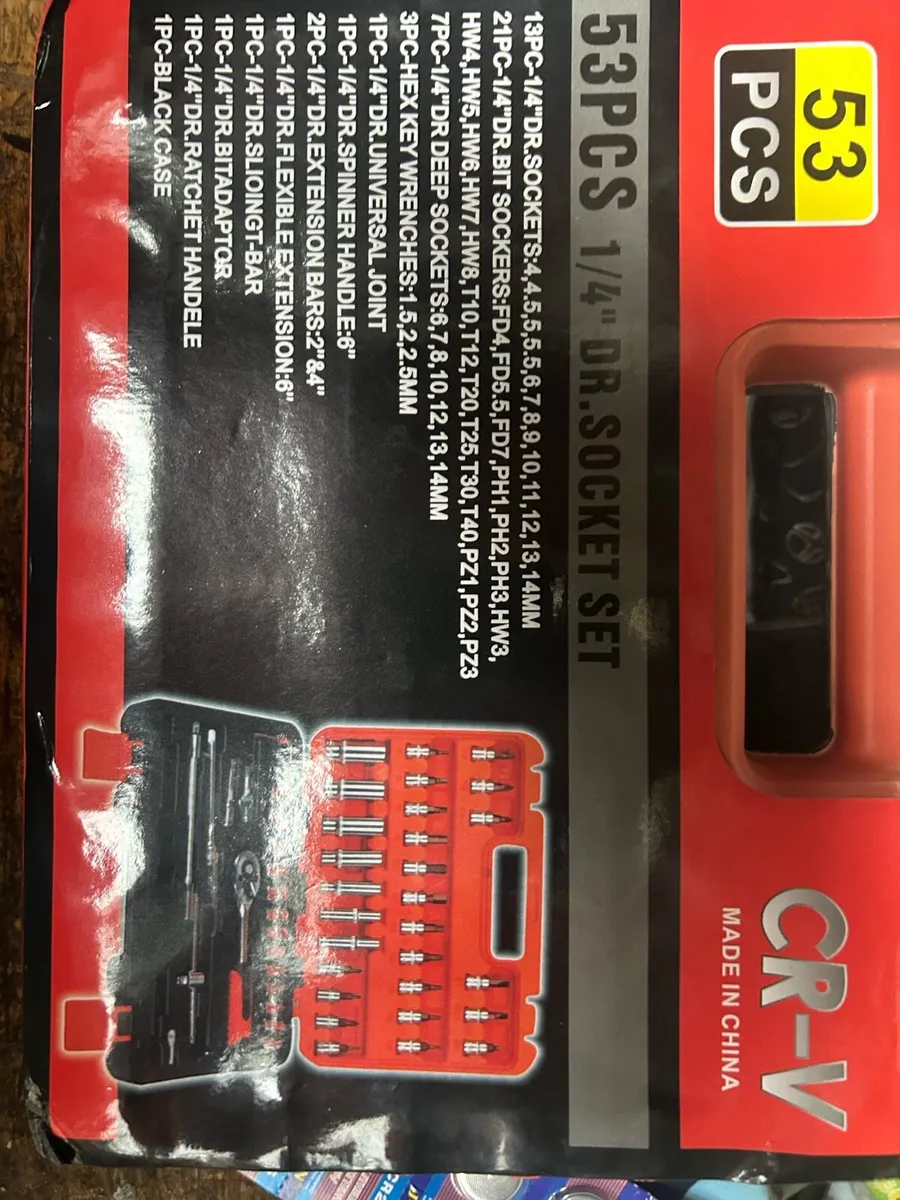 53
PCS
CR-V
MADE IN CHINA
53PCS 1/4" DR.SOCKET SET
13PC-1/4"DR.SOCKETS:4,4.5,5,5.5,6,7,8,9,10,11,12,13,14MM
21PC-1/4"DR.BIT SOCKERS:FD4,FD5.5,FD7,PH1,PH2,PH3,HW3,
HW4,HW5,HW6,HW7,HW8,T10,T12,T20,T25,T30,T40,PZ1,PZ2,PZ3
7PC-1/4"DR DEEP SOCKETS:6,7,8,10,12,13,14MM
3PC-HEX KEY WRENCHES:1.5,2,2.5MM
1PC-1/4"DR.UNIVERSAL JOINT
1PC-1/4"DR.SPINNER HANDLE:6"
2PC-1/4"DR.EXTENSION BARS:2"&4"
1PC-1/4"DR.FLEXIBLE EXTENSION:6"
1PC-1/4"DR.SLIOINGT-BAR
1PC-1/4"DR.BITADAPTOR
1PC-1/4"DR.RATCHET HANDELE
1PC-BLACK CASE